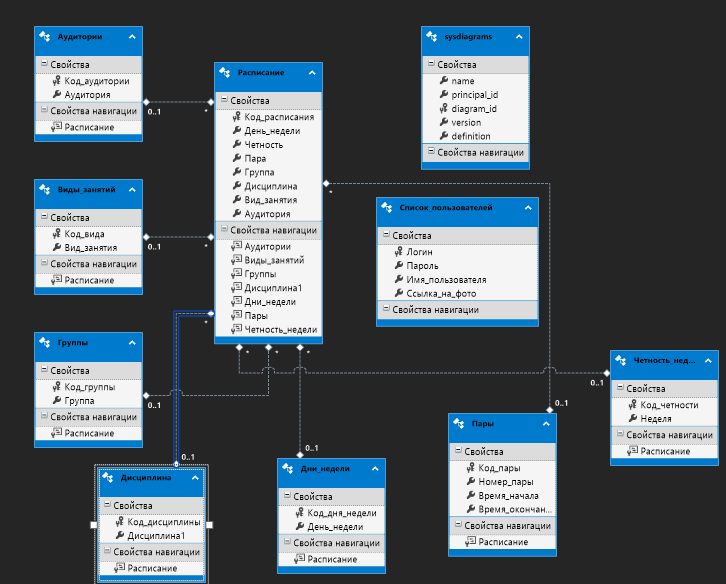 Аудитории
Свойства
Код_аудитории
Аудитория
Свойства навигации
Расписание
0..1
*
Виды_занятий
Свойства
Код_вида
Вид_занятия
Свойства навигации
Расписание
0..1
*
Группы
Свойства
Код_группы
Группа
Свойства навигации
Расписание
0..1
*
Дисциплина
Свойства
Код_дисциплины
Дисциплина1
Свойства навигации
Расписание
0..1
*
Расписание
Свойства
Код_расписания
День_недели
Четность
Пара
Группа
Дисциплина
Вид_занятия
Аудитория
Свойства навигации
Аудитории
Виды_занятий
Группы
Дисциплина1
Дни_недели
Пары
Четность_недели
*
*
*
Дни_недели
Свойства
Код_дня_недели
День_недели
Свойства навигации
Расписание
0..1
sysdiagrams
Свойства
name
principal_id
diagram_id
version
definition
Свойства навигации
Список_пользователей
Свойства
Логин
Пароль
Имя_пользователя
Ссылка_на_фото
Свойства навигации
Пары
Свойства
Код_пары
Номер_пары
Время_начала
Время_окончан...
Свойства навигации
Расписание
0..1
Четность_нед...
Свойства
Код_четности
Неделя
Свойства навигации
Расписание
0..1